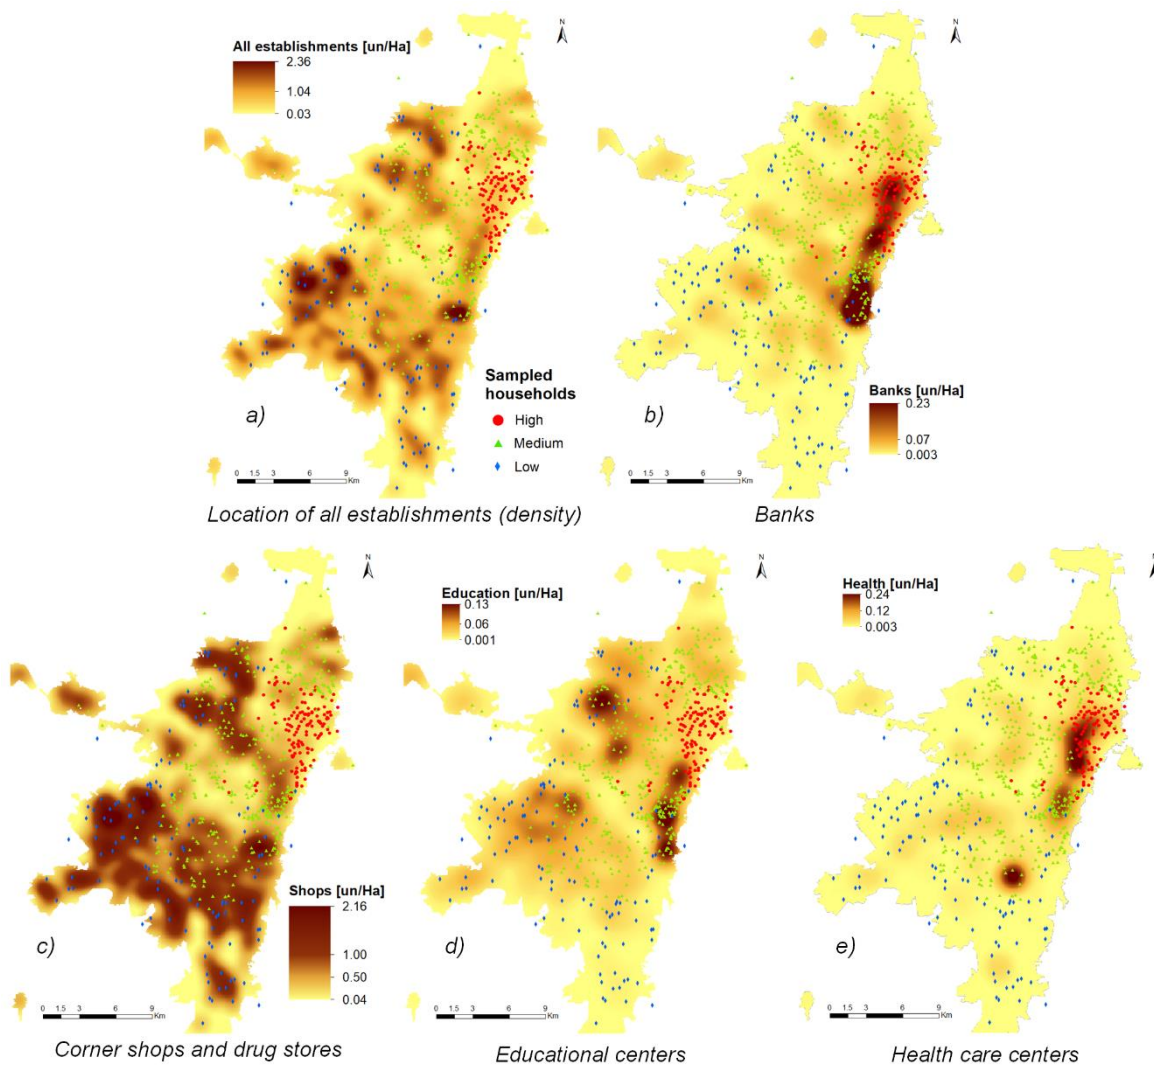 N
N
All establishments [un/Ha]
2.36
1.04
0.03
Sampled
households
High
Medium
Low
a)
0 1.5 3 6 9
Km
Location of all establishments (density)
b)
Banks [un/Ha]
0.23
0.07
0.003
0 1.5 3 6 9
Km
Banks
N
N
Education [un/Ha]
0.13
0.06
0.001
Health [un/Ha]
0.24
0.12
0.003
Shops [un/Ha]
2.16
1.00
0.50
0.04
c)
0 1.5 3 6 9
Km
Corner shops and drug stores
d)
0 1.5 3 6 9
Km
Educational centers
e)
0 1.5 3 6 9
Km
Health care centers